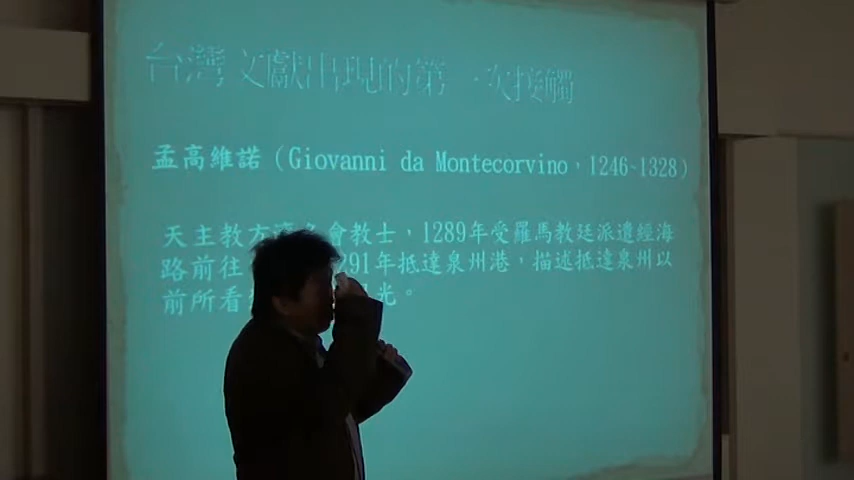 台灣文獻出現的第一次接觸
孟高維諾（Giovanni da Montecorvino，1246~1328）
天主教方濟各會教士，1289年受羅馬教廷派遣經海
路前往 291年抵達泉州港，描述抵達泉州以
前所看 光。